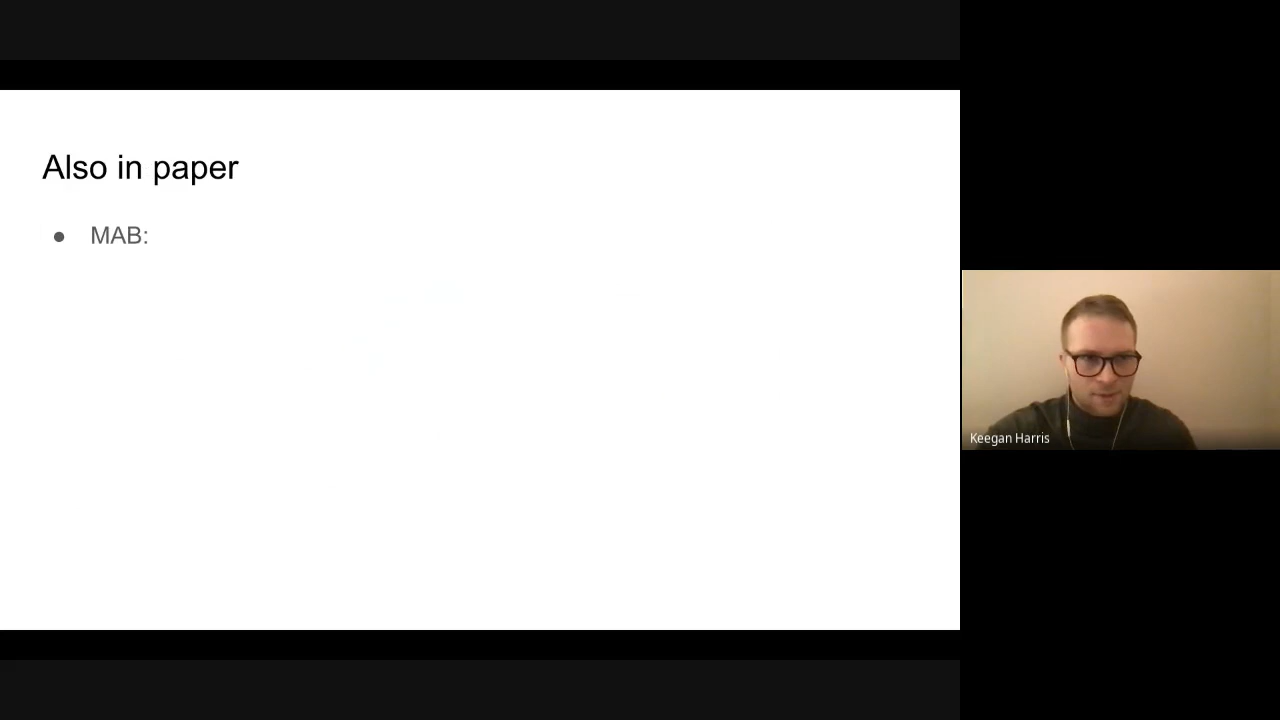 Also in paper
● MAB:
Keegan Harris